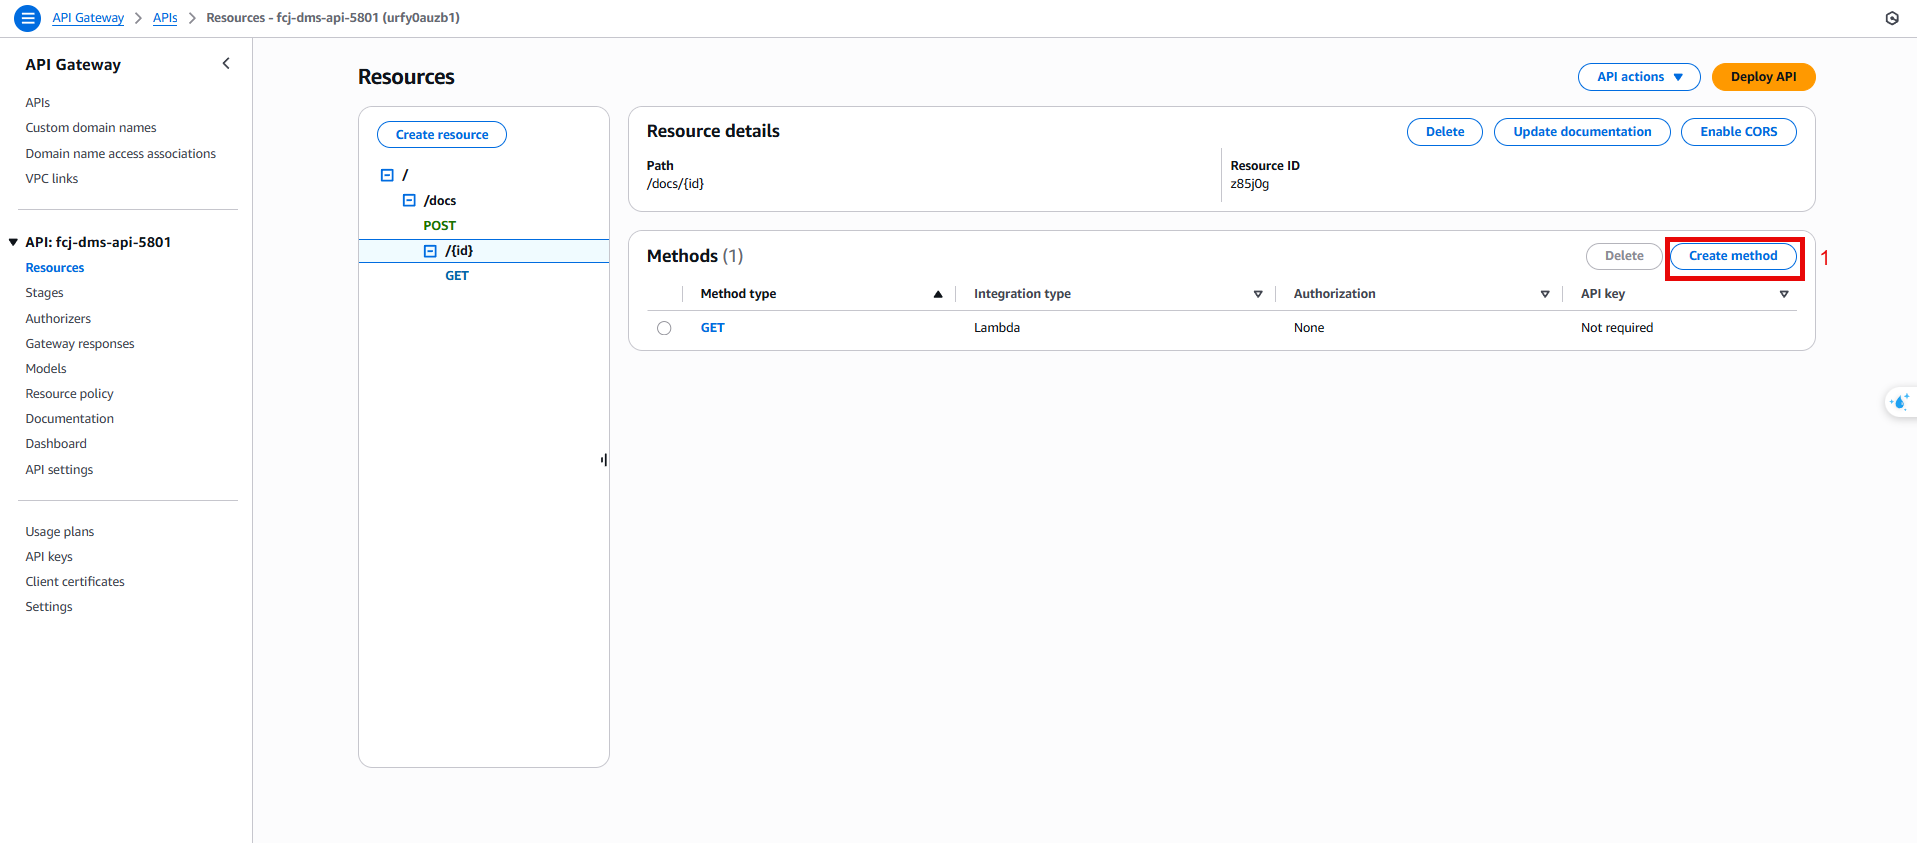 API Gateway > APIs > Resources - fcj-dms-api-5801 (urfy0auzb1)
API Gateway
APIs
Custom domain names
Domain name access associations
VPC links
API: fcj-dms-api-5801
Resources
Stages
Authorizers
Gateway responses
Models
Resource policy
Documentation
Dashboard
API settings
Usage plans
API keys
Client certificates
Settings
Resources
API actions
Deploy API
Create resource
/
/docs
POST
/{id}
GET
Resource details
Delete
Update documentation
Enable CORS
Path
/docs/{id}
Resource ID
z85j0g
Methods (1)
Delete
Create method
1
Method type Integration type Authorization API key
GET Lambda None Not required